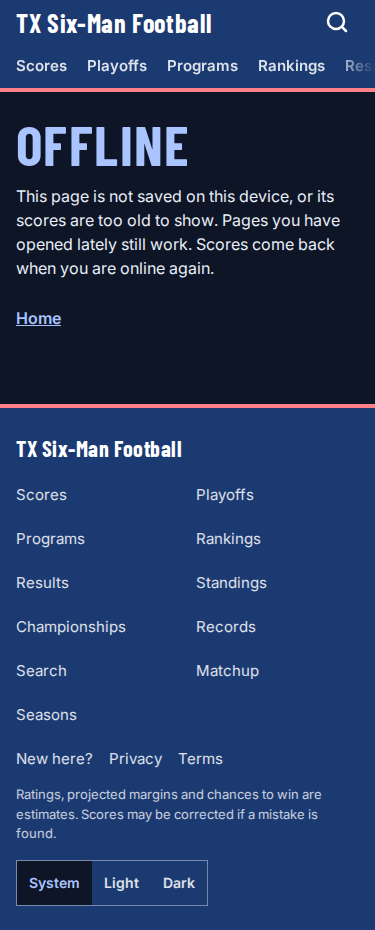 TX Six-Man Football
Scores Playoffs Programs Rankings Res
OFFLINE
This page is not saved on this device, or its
scores are too old to show. Pages you have
opened lately still work. Scores come back
when you are online again.
Home
TX Six-Man Football
Scores Playoffs
Programs Rankings
Results Standings
Championships Records
Search Matchup
Seasons
New here? Privacy Terms
Ratings, projected margins and chances to win are
estimates. Scores may be corrected if a mistake is
found.
System Light Dark